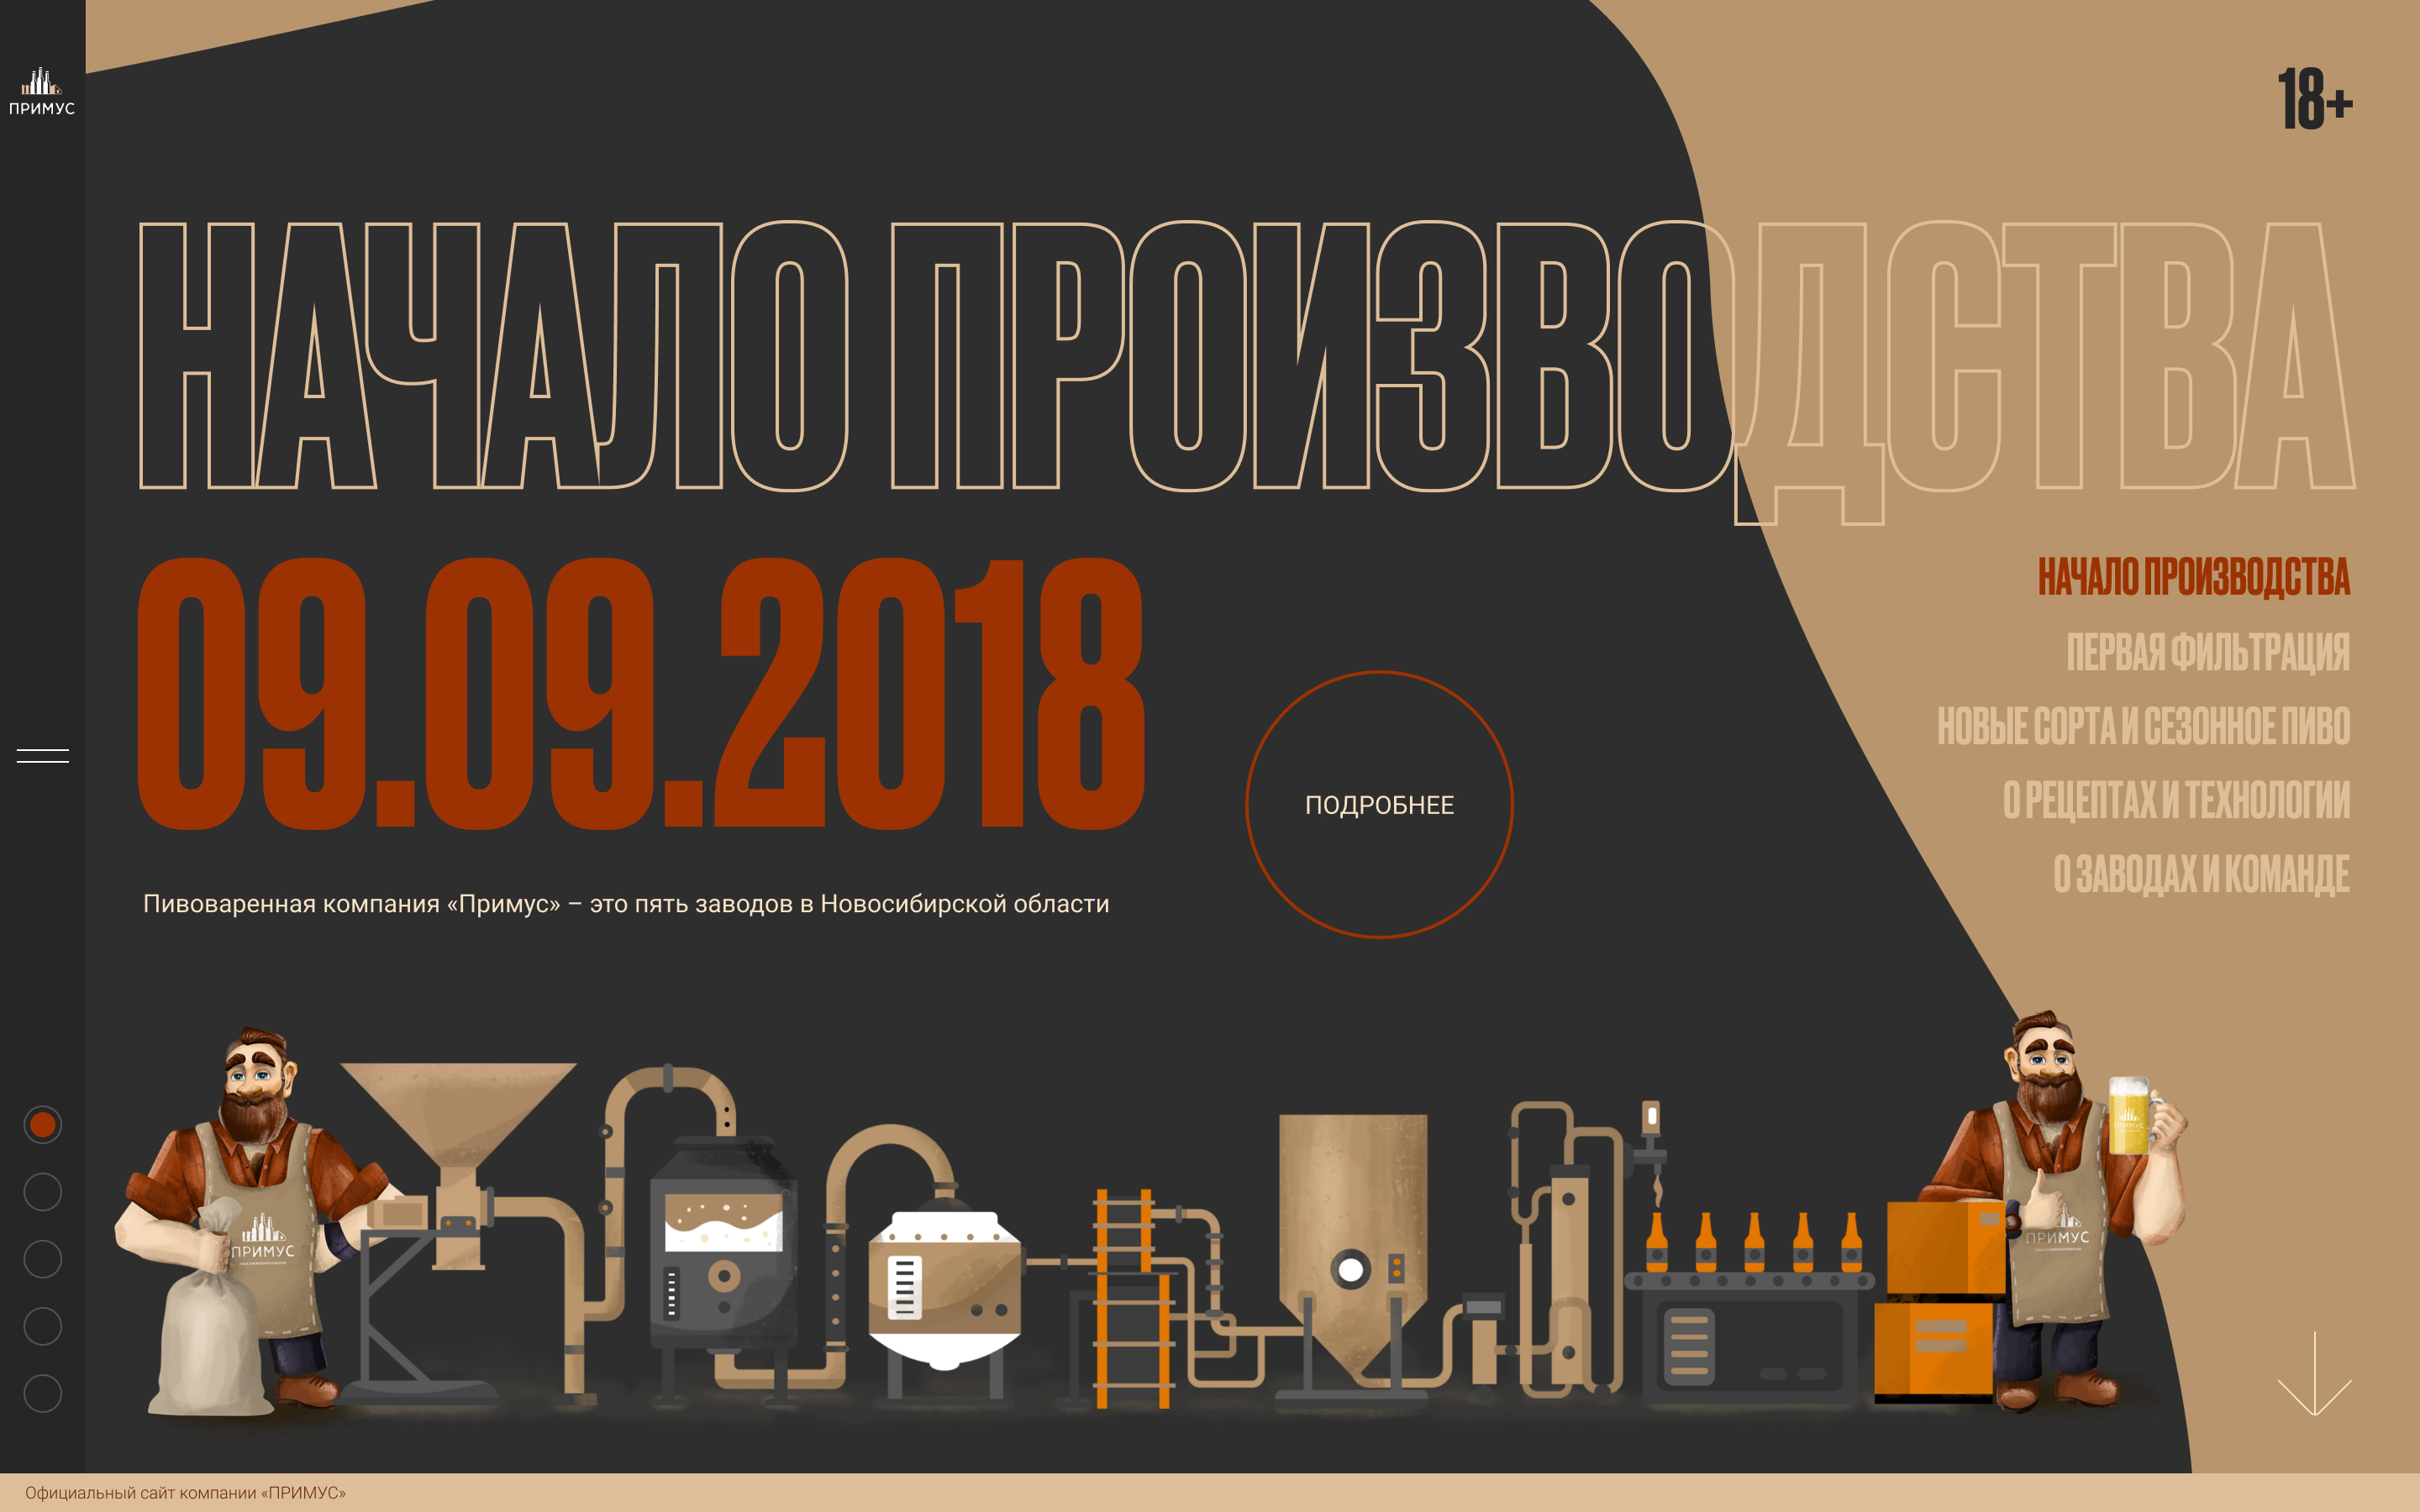 ПРИМУС
18+
НАЧАЛО ПРОИЗВОДСТВА
09.09.2018
НАЧАЛО ПРОИЗВОДСТВА
ПЕРВАЯ ФИЛЬТРАЦИЯ
НОВЫЕ СОРТА И СЕЗОННОЕ ПИВО
О РЕЦЕПТАХ И ТЕХНОЛОГИИ
О ЗАВОДАХ И КОМАНДЕ
ПОДРОБНЕЕ
Пивоваренная компания «Примус» – это пять заводов в Новосибирской области
ПРИМУС
ПРИМУС
ПРИМУС
Официальный сайт компании «ПРИМУС»